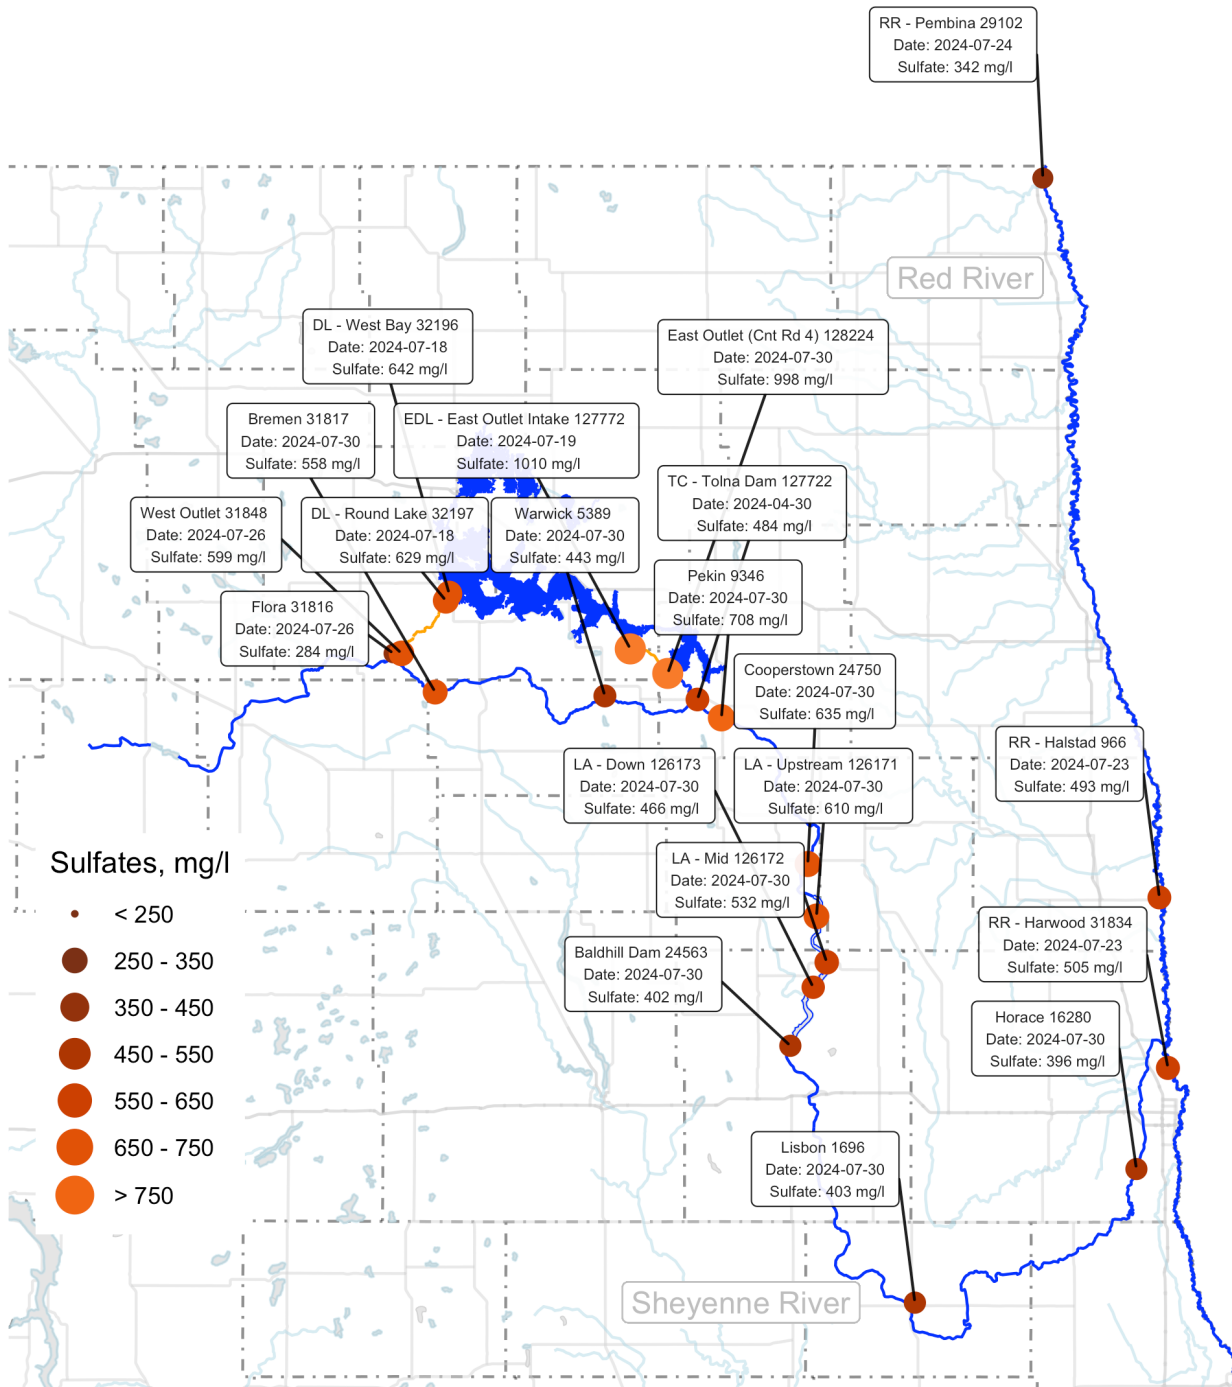 RR - Pembina 29102
Date: 2024-07-24
Sulfate: 342 mg/l
Red River
DL - West Bay 32196
Date: 2024-07-18
Sulfate: 642 mg/l
East Outlet (Cnt Rd 4) 128224
Date: 2024-07-30
Sulfate: 998 mg/l
Bremen 31817
Date: 2024-07-30
Sulfate: 558 mg/l
EDL - East Outlet Intake 127772
Date: 2024-07-19
Sulfate: 1010 mg/l
TC - Tolna Dam 127722
Date: 2024-04-30
Sulfate: 484 mg/l
West Outlet 31848
Date: 2024-07-26
Sulfate: 599 mg/l
DL - Round Lake 32197
Date: 2024-07-18
Sulfate: 629 mg/l
Warwick 5389
Date: 2024-07-30
Sulfate: 443 mg/l
Pekin 9346
Date: 2024-07-30
Sulfate: 708 mg/l
Flora 31816
Date: 2024-07-26
Sulfate: 284 mg/l
Cooperstown 24750
Date: 2024-07-30
Sulfate: 635 mg/l
RR - Halstad 966
Date: 2024-07-23
Sulfate: 493 mg/l
LA - Down 126173
Date: 2024-07-30
Sulfate: 466 mg/l
LA - Upstream 126171
Date: 2024-07-30
Sulfate: 610 mg/l
LA - Mid 126172
Date: 2024-07-30
Sulfate: 532 mg/l
RR - Harwood 31834
Date: 2024-07-23
Sulfate: 505 mg/l
Baldhill Dam 24563
Date: 2024-07-30
Sulfate: 402 mg/l
Horace 16280
Date: 2024-07-30
Sulfate: 396 mg/l
Lisbon 1696
Date: 2024-07-30
Sulfate: 403 mg/l
Sheyenne River
Sulfates, mg/l
< 250
250 - 350
350 - 450
450 - 550
550 - 650
650 - 750
> 750